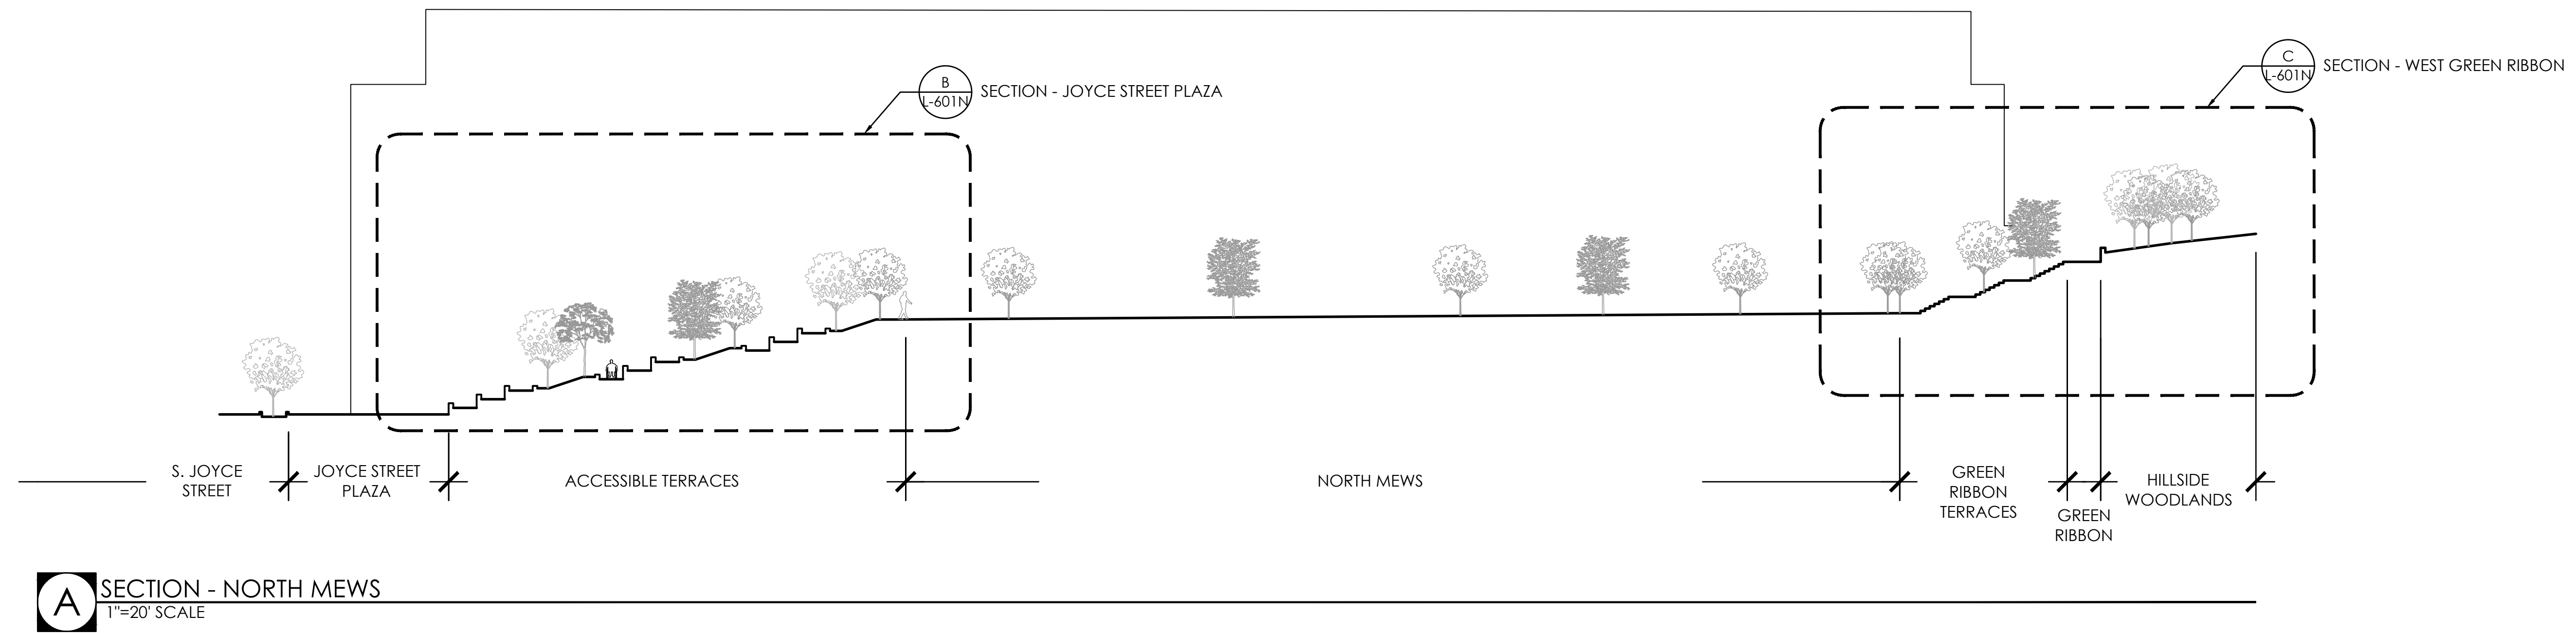 C
L-601N
SECTION - WEST GREEN RIBBON
B
L-601N
SECTION - JOYCE STREET PLAZA
S. JOYCE
STREET
JOYCE STREET
PLAZA
ACCESSIBLE TERRACES
NORTH MEWS
GREEN
RIBBON
TERRACES
GREEN
RIBBON
HILLSIDE
WOODLANDS
A
SECTION - NORTH MEWS
1"=20' SCALE